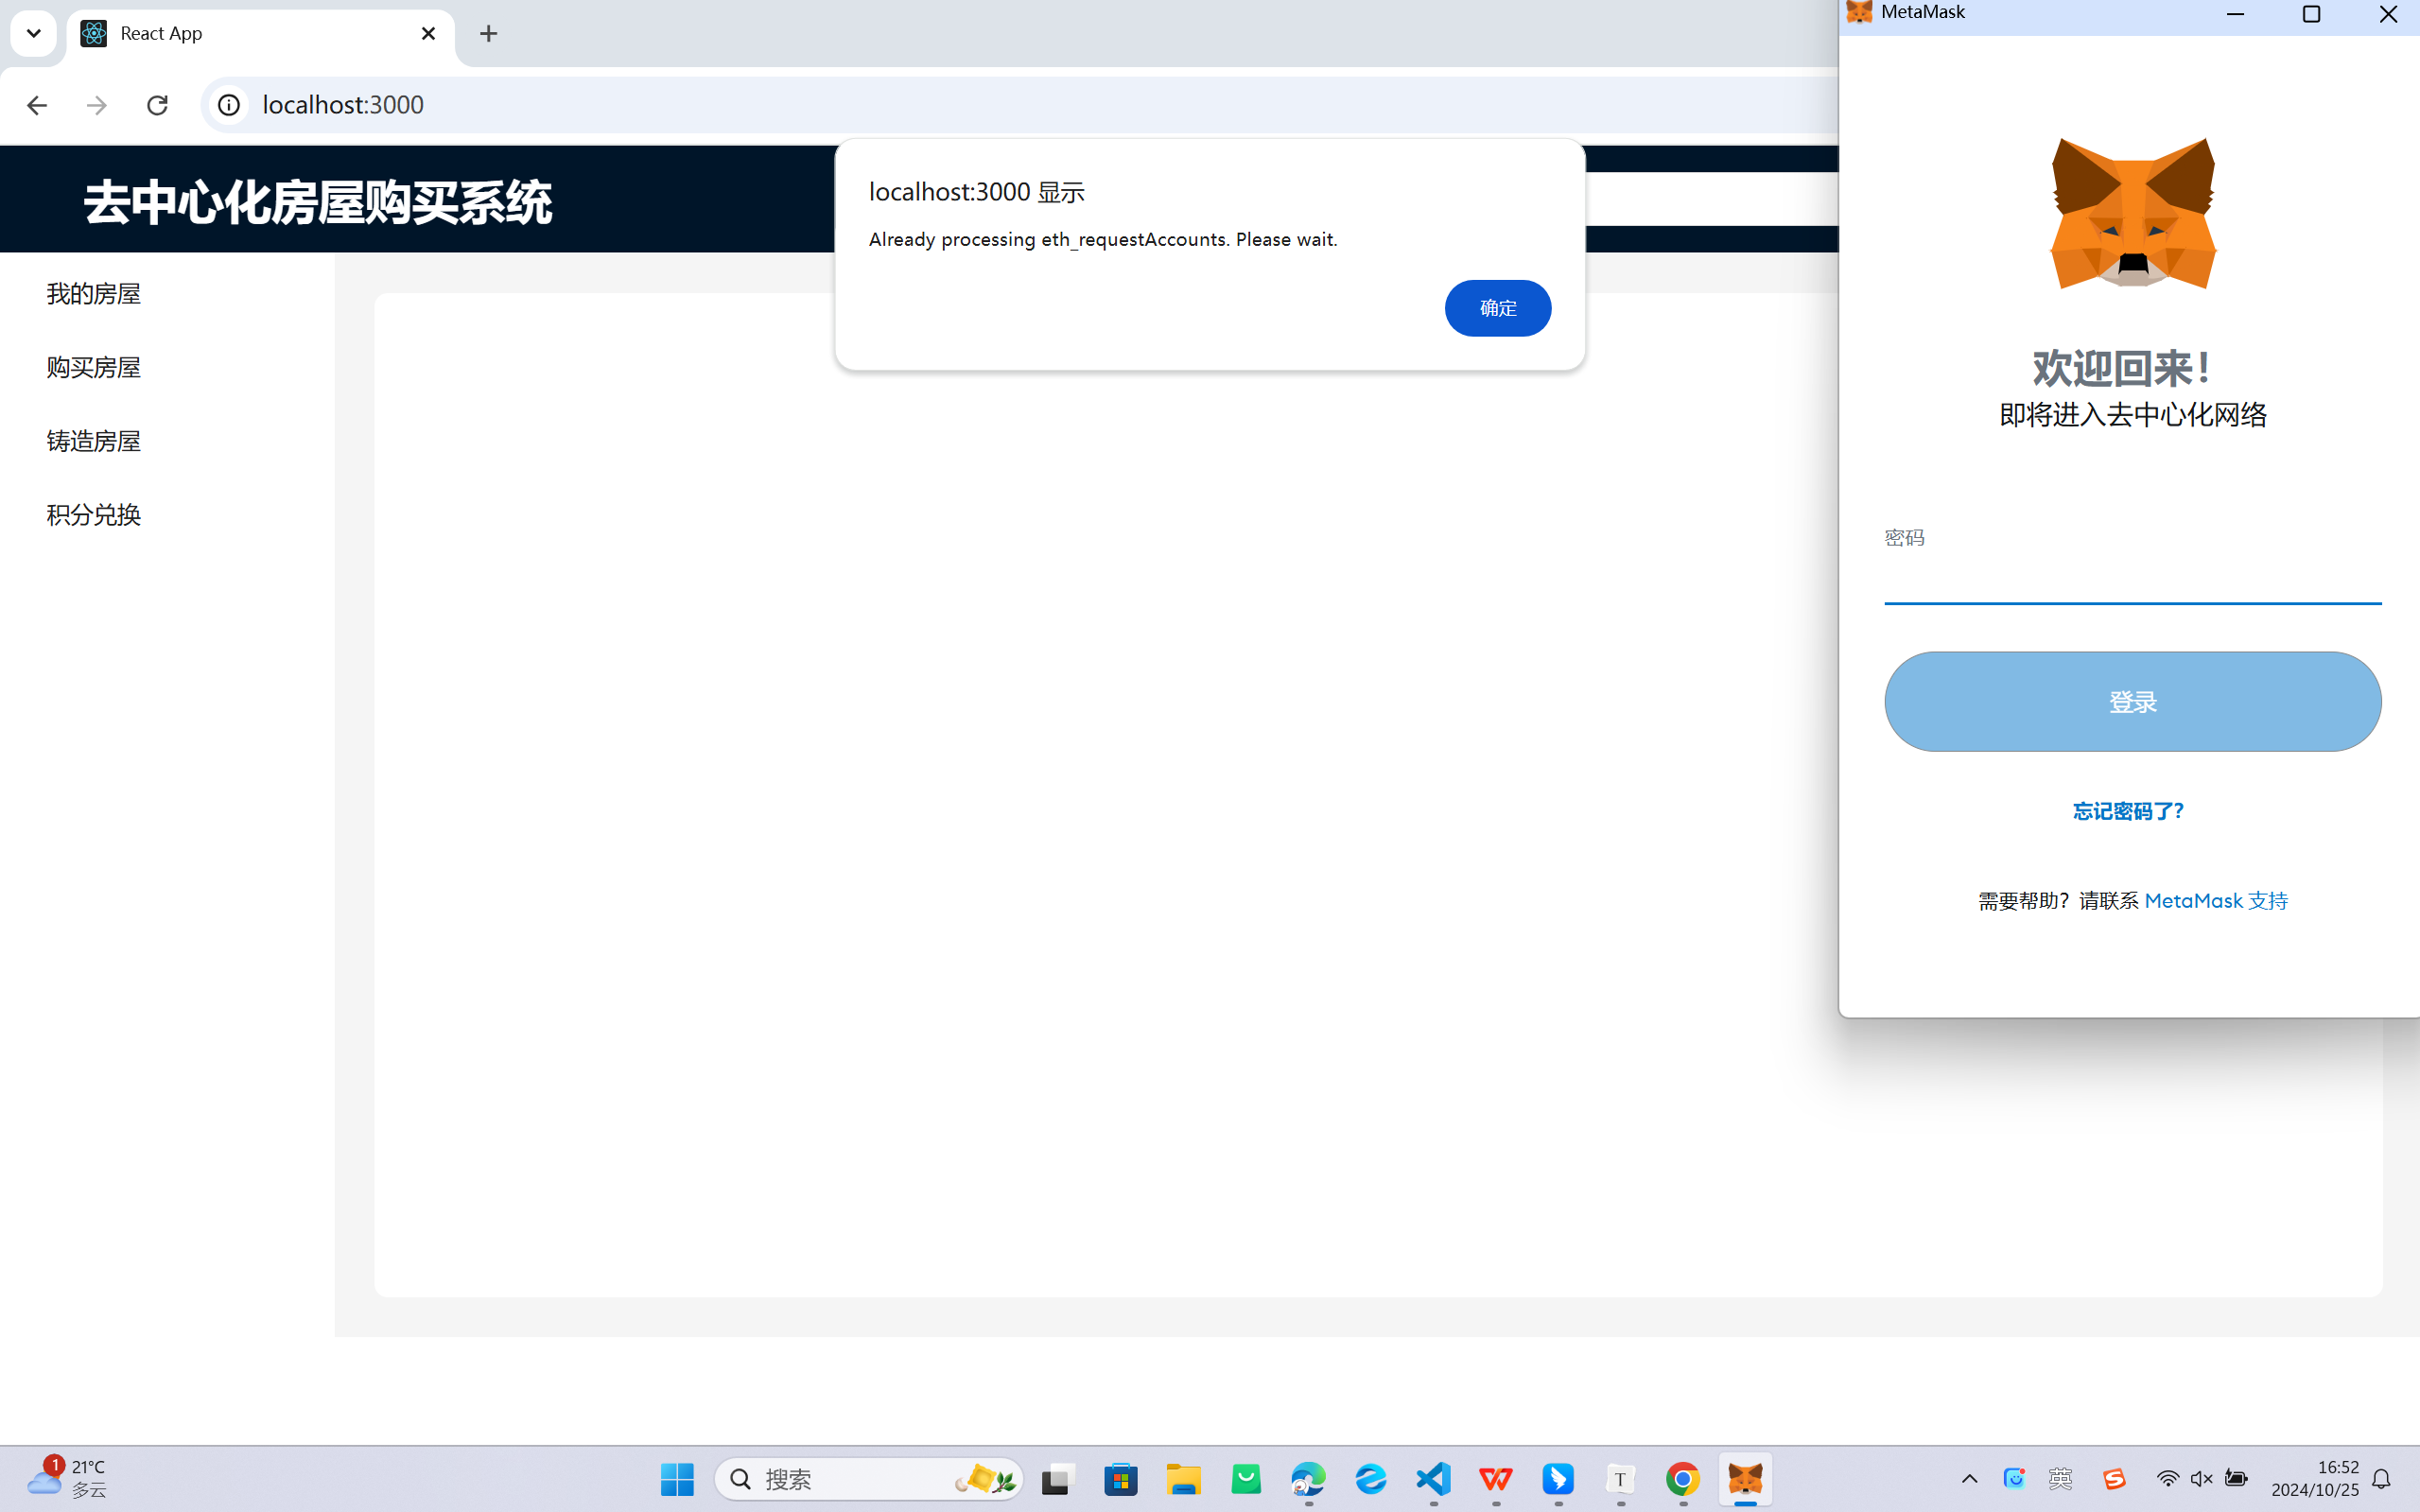 React App
localhost:3000
去中心化房屋购买系统
我的房屋
购买房屋
铸造房屋
积分兑换
localhost:3000 显示
Already processing eth_requestAccounts. Please wait.
确定
MetaMask
欢迎回来！
即将进入去中心化网络
密码
登录
忘记密码了？
需要帮助？请联系 MetaMask 支持
1
21°C
多云
搜索
英
16:52
2024/10/25